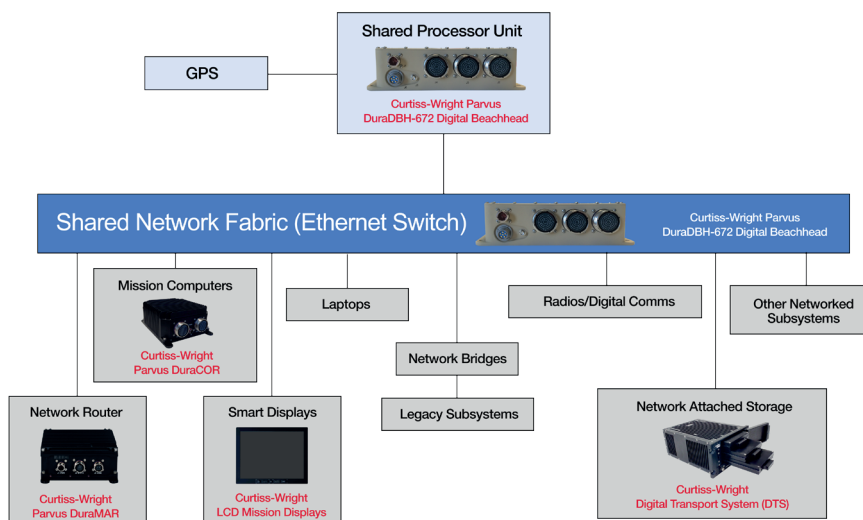 Shared Processor Unit
GPS
Curtiss-Wright Parvus
DuraDBH-672 Digital Beachhead
Shared Network Fabric (Ethernet Switch)
Curtiss-Wright Parvus
DuraDBH-672 Digital Beachhead
Mission Computers
Curtiss-Wright
Parvus DuraCOR
Laptops
Radios/Digital Comms
Other Networked
Subsystems
Network Bridges
Legacy Subsystems
Network Router
Curtiss-Wright
Parvus DuraMAR
Smart Displays
Curtiss-Wright
LCD Mission Displays
Network Attached Storage
Curtiss-Wright
Digital Transport System (DTS)